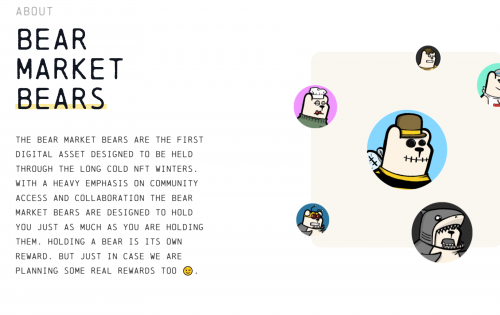 ABOUT
BEAR
MARKET
BEARS
THE BEAR MARKET BEARS ARE THE FIRST
DIGITAL ASSET DESIGNED TO BE HELD
THROUGH THE LONG COLD NFT WINTERS.
WITH A HEAVY EMPHASIS ON COMMUNITY
ACCESS AND COLLABORATION THE BEAR
MARKET BEARS ARE DESIGNED TO HOLD
YOU JUST AS MUCH AS YOU ARE HOLDING
THEM. HOLDING A BEAR IS ITS OWN
REWARD. BUT JUST IN CASE WE ARE
PLANNING SOME REAL REWARDS TOO 😉.